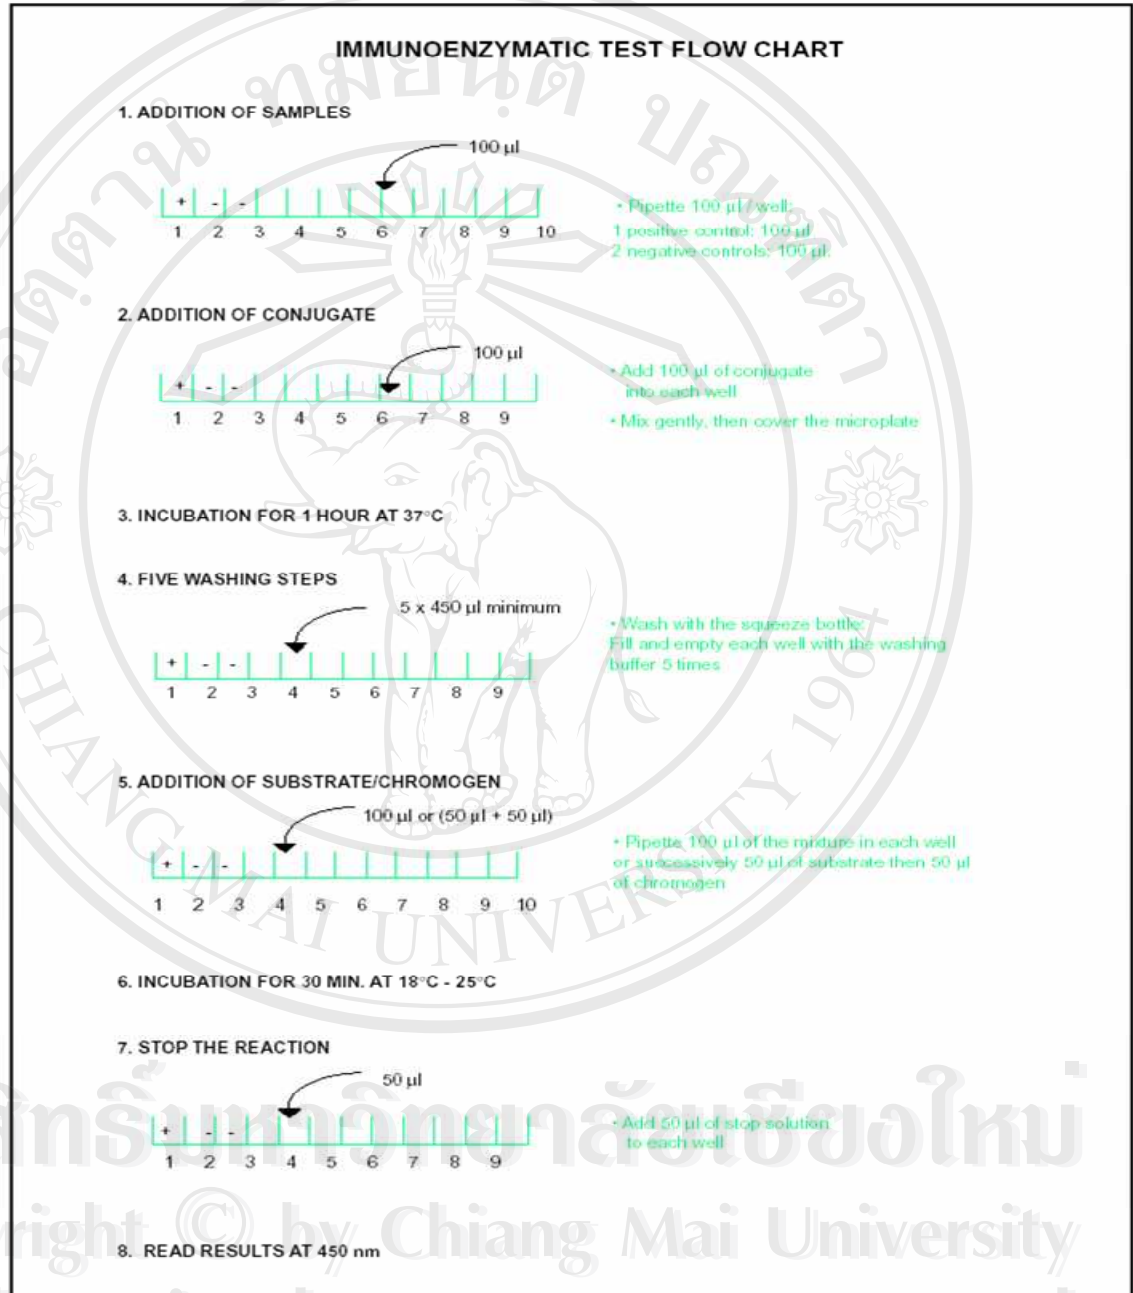 IMMUNOENZYMATIC TEST FLOW CHART
1. ADDITION OF SAMPLES
100 µl
+ - -
1 2 3 4 5 6 7 8 9 10
• Pipette 100 µl / well:
1 positive control: 100 µl
2 negative controls: 100 µl.
2. ADDITION OF CONJUGATE
100 µl
+ - -
1 2 3 4 5 6 7 8 9
• Add 100 µl of conjugate
into each well
• Mix gently, then cover the microplate
3. INCUBATION FOR 1 HOUR AT 37°C
4. FIVE WASHING STEPS
5 x 450 µl minimum
+ - -
1 2 3 4 5 6 7 8 9
• Wash with the squeeze bottle:
Fill and empty each well with the washing
buffer 5 times
5. ADDITION OF SUBSTRATE/CHROMOGEN
100 µl or (50 µl + 50 µl)
+ - -
1 2 3 4 5 6 7 8 9 10
• Pipette 100 µl of the mixture in each well
or successively 50 µl of substrate then 50 µl
of chromogen
6. INCUBATION FOR 30 MIN. AT 18°C - 25°C
7. STOP THE REACTION
50 µl
+ - -
1 2 3 4 5 6 7 8 9
• Add 50 µl of stop solution
to each well
8. READ RESULTS AT 450 nm
CHIANG MAI UNIVERSITY 1964
© by Chiang Mai University